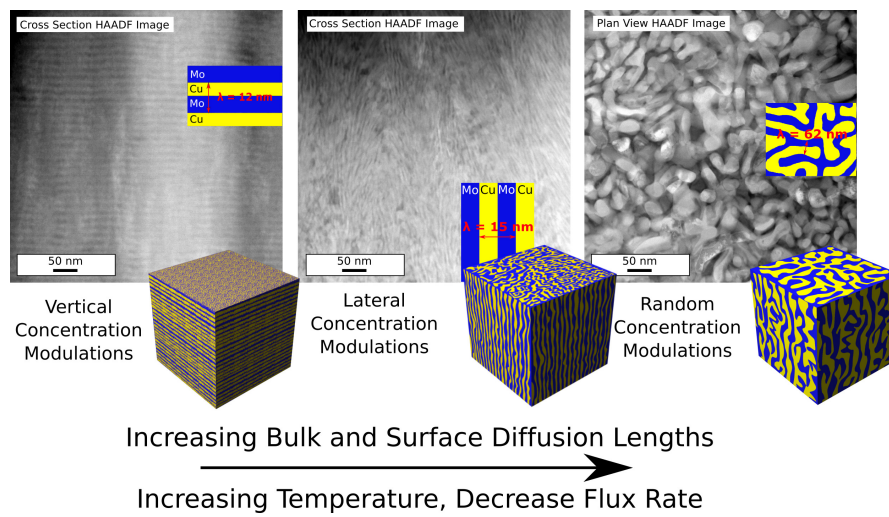 Cross Section HAADF Image
Mo
Cu
λ = 12 nm
Mo
Cu
50 nm
Vertical
Concentration
Modulations
Cross Section HAADF Image
Mo Cu Mo Cu
λ = 15 nm
50 nm
Lateral
Concentration
Modulations
Plan View HAADF Image
λ = 62 nm
50 nm
Random
Concentration
Modulations
Increasing Bulk and Surface Diffusion Lengths
Increasing Temperature, Decrease Flux Rate